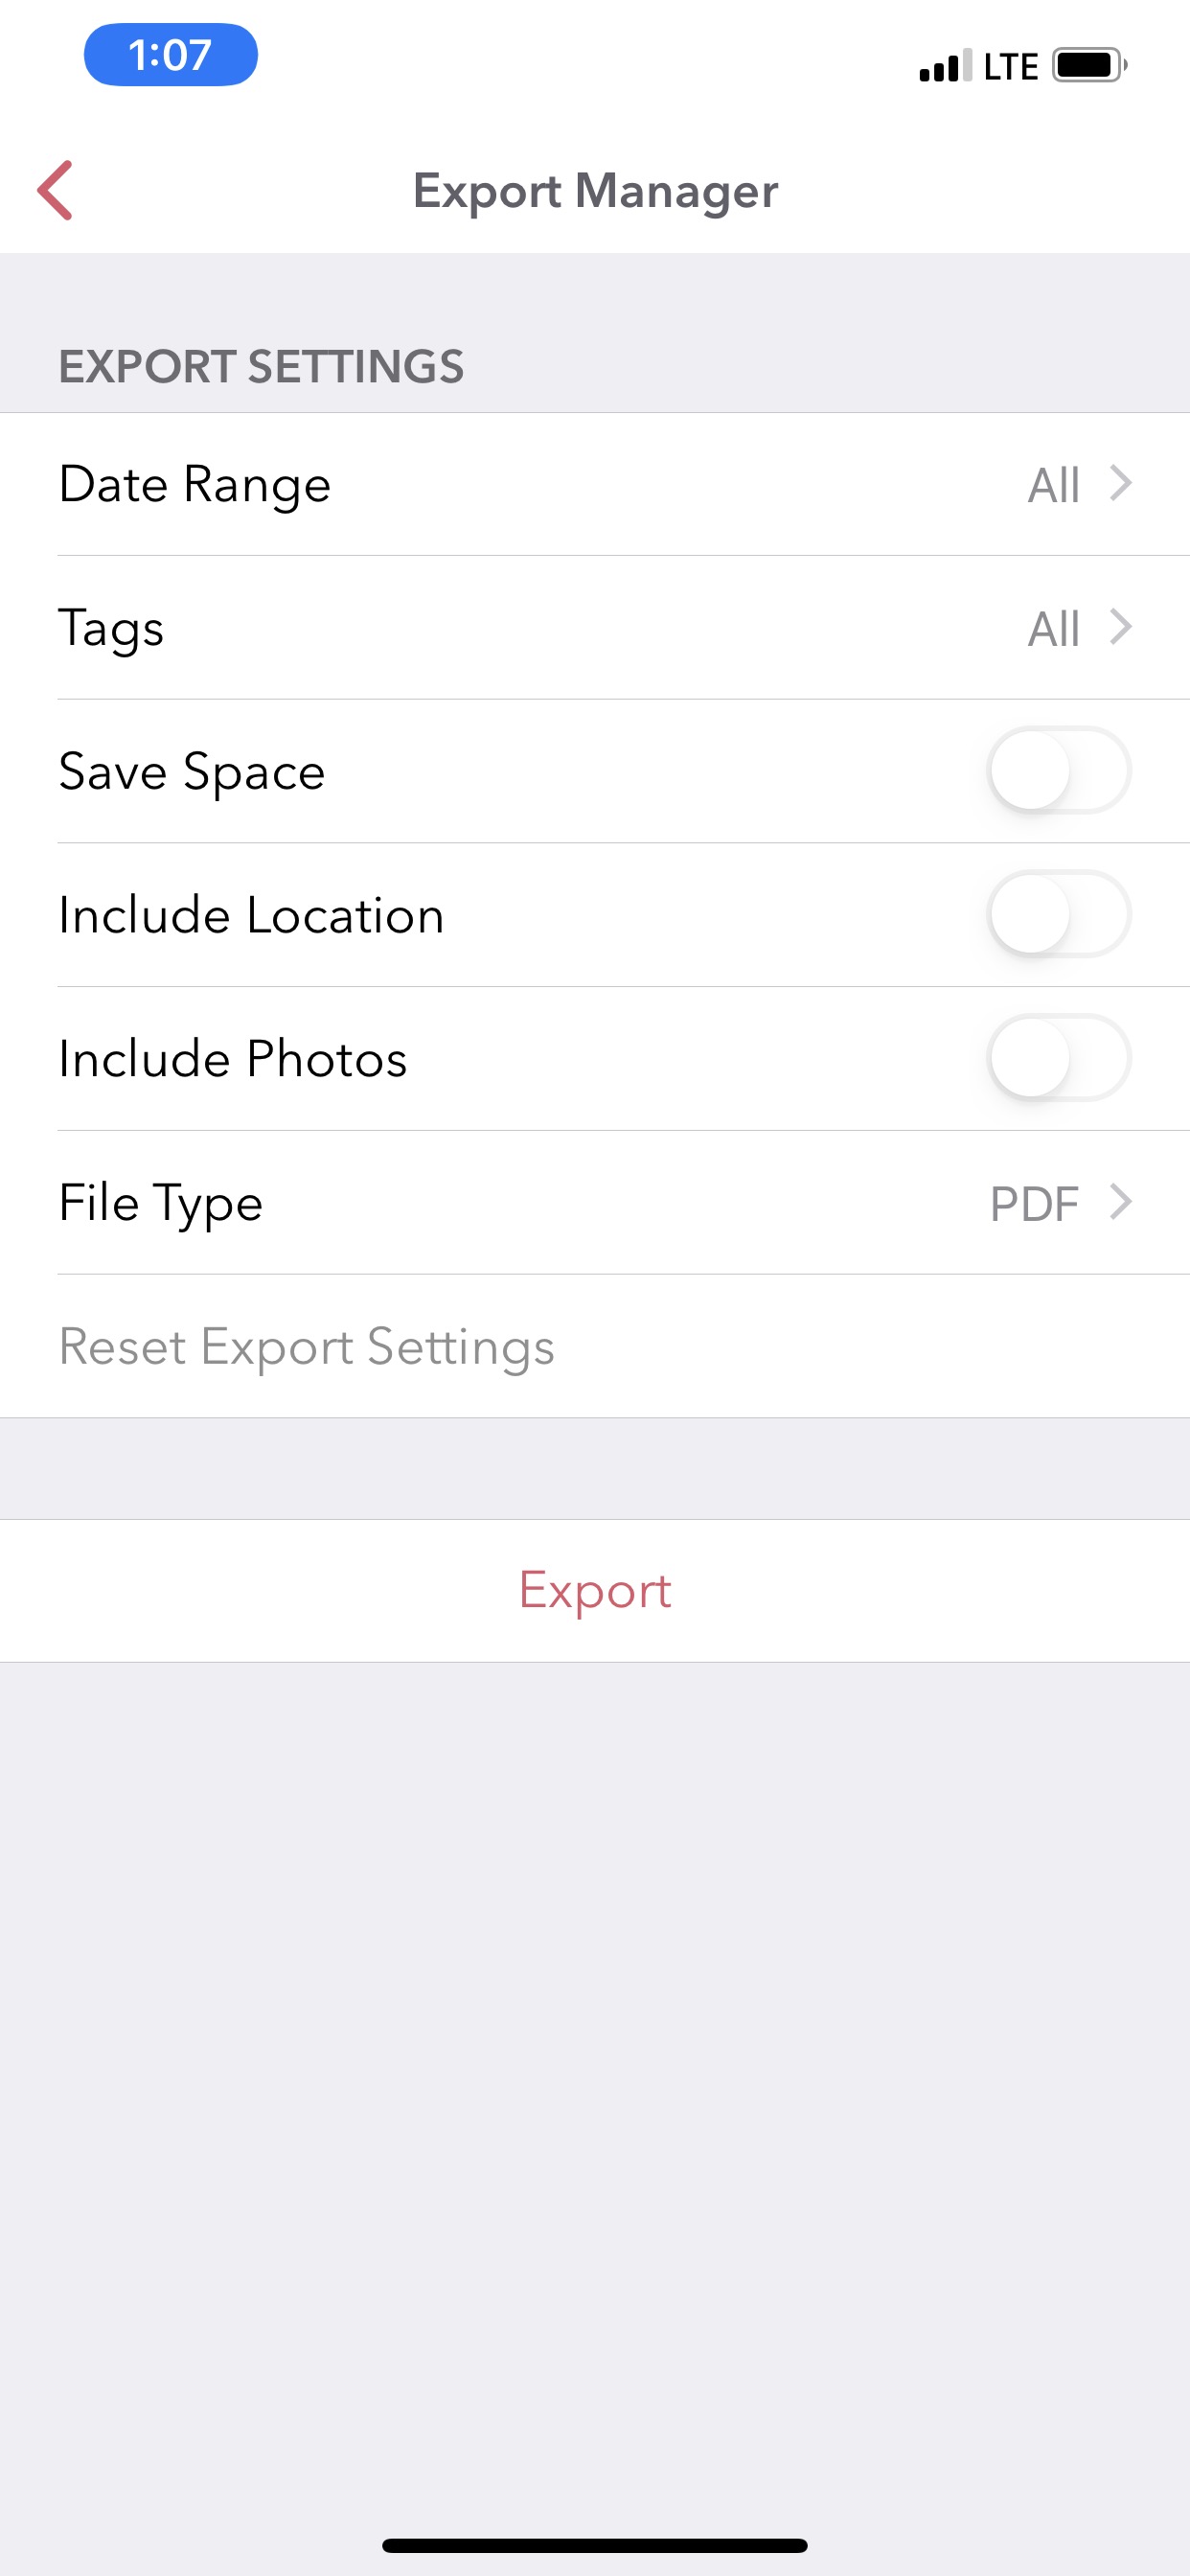 1:07 LTE
Export Manager
EXPORT SETTINGS
Date Range All
Tags All
Save Space
Include Location
Include Photos
File Type PDF
Reset Export Settings
Export